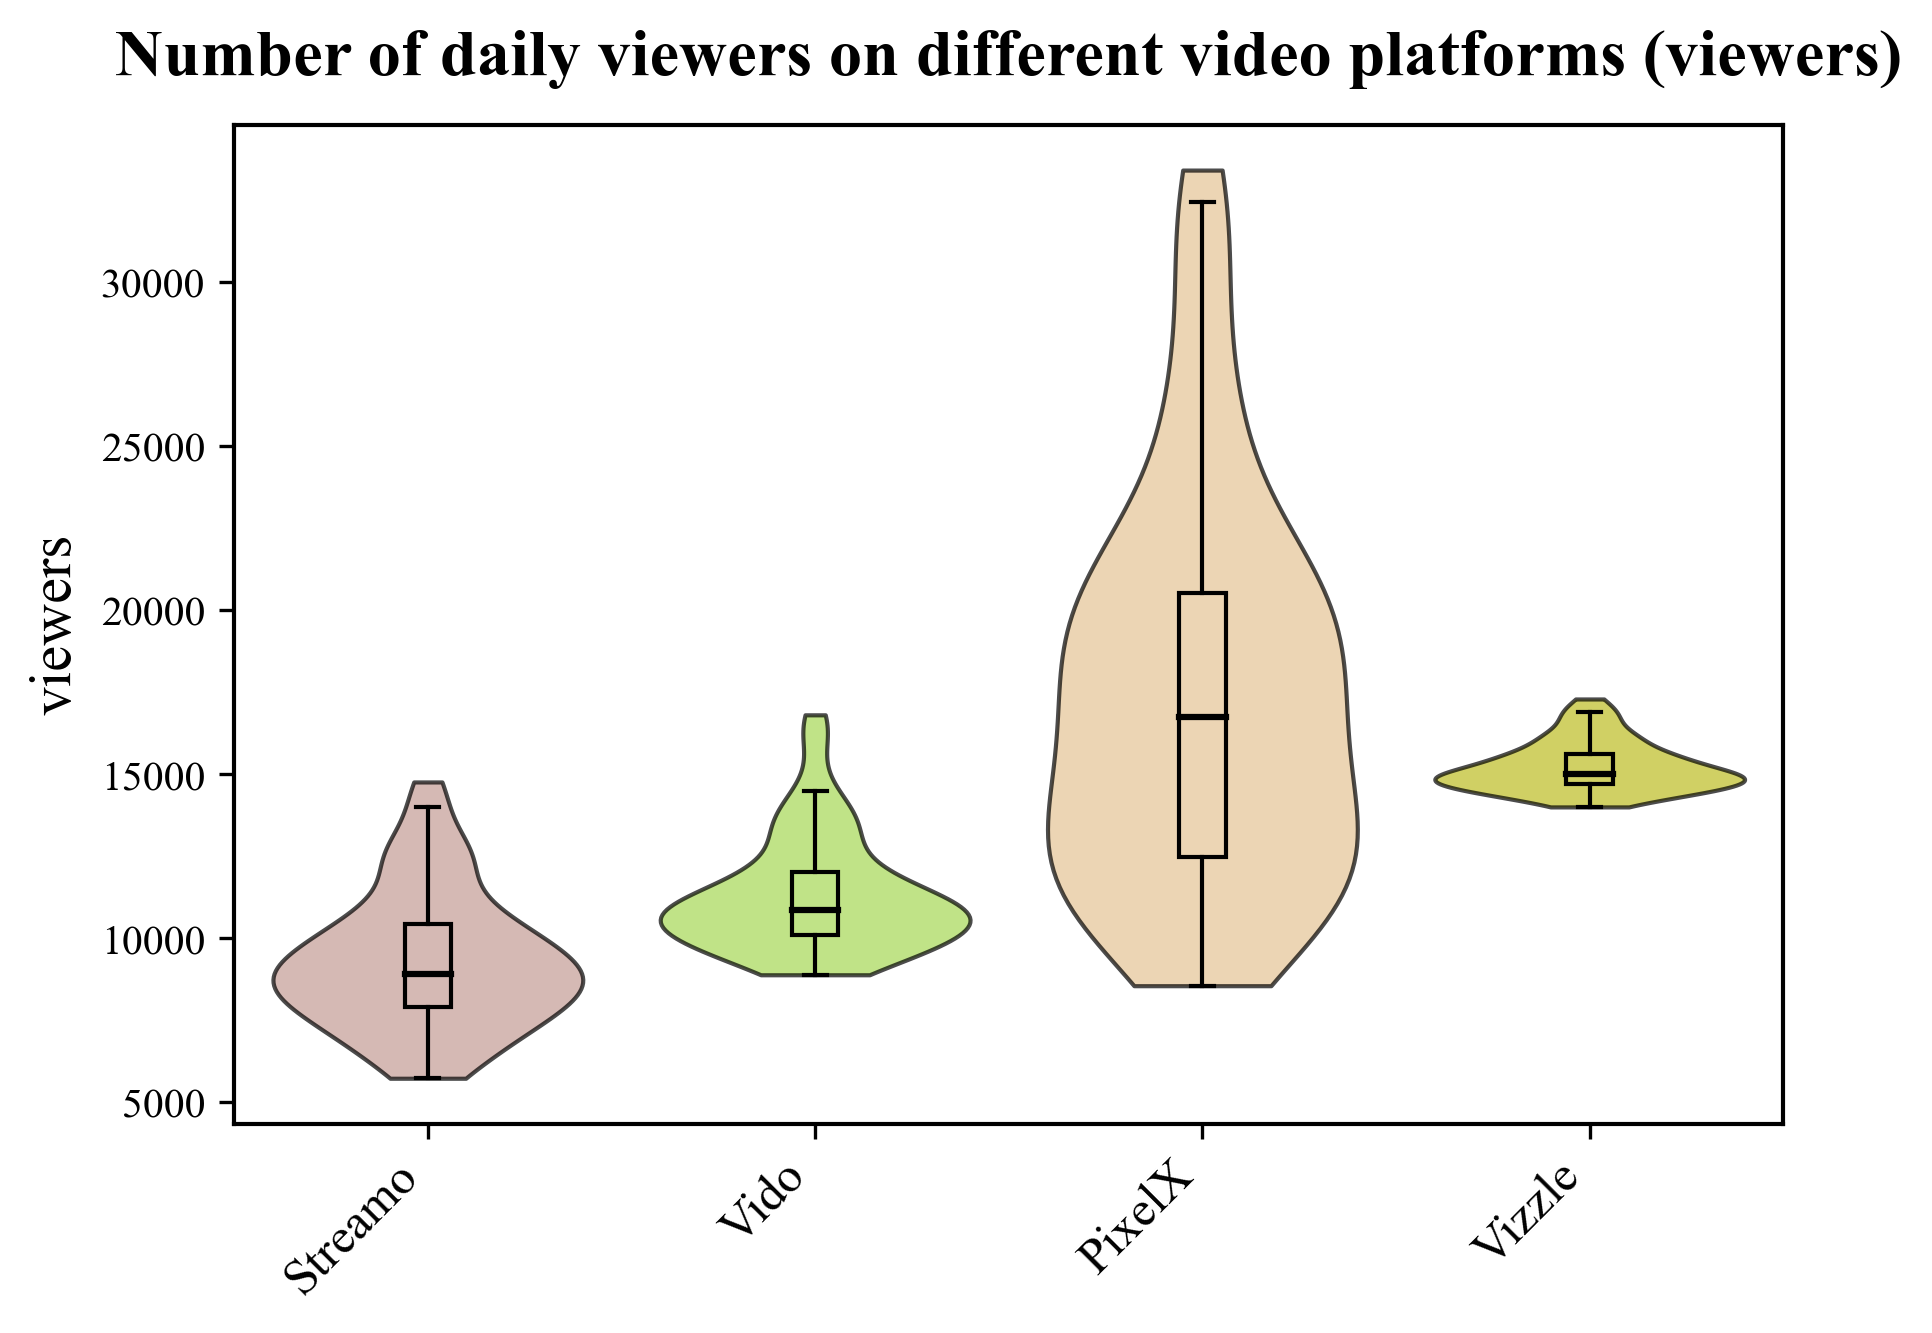 Number of daily viewers on different video platforms (viewers)
viewers
30000
25000
20000
15000
10000
5000
Streamo
Vido
PixelX
Vizzle